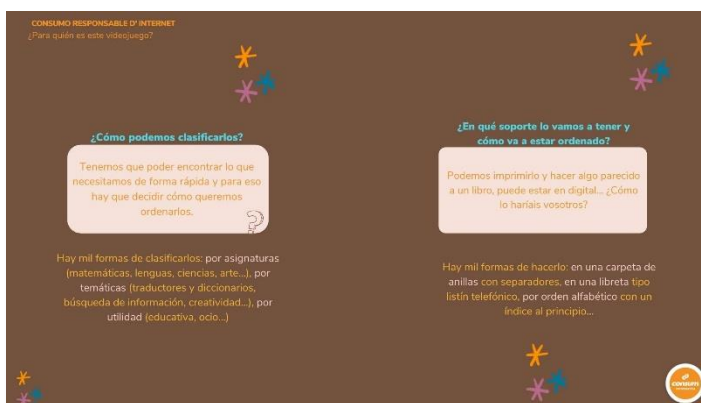 CONSUMO RESPONSABLE D' INTERNET
¿Para quién es este videojuego?
¿Cómo podemos clasificarlos?
Tenemos que poder encontrar lo que
necesitamos de forma rápida y para eso
hay que decidir cómo queremos
ordenarlos.
Hay mil formas de clasificarlos: por asignaturas
(matemáticas, lenguas, ciencias, arte...), por
temáticas (traductores y diccionarios,
búsqueda de información, creatividad...), por
utilidad (educativa, ocio...)
¿En qué soporte lo vamos a tener y
cómo va a estar ordenado?
Podemos imprimirlo y hacer algo parecido
a un libro, puede estar en digital... ¿Cómo
lo haríais vosotros?
Hay mil formas de hacerlo: en una carpeta de
anillas con separadores, en una libreta tipo
listín telefónico, por orden alfabético con un
índice al principio...
consum